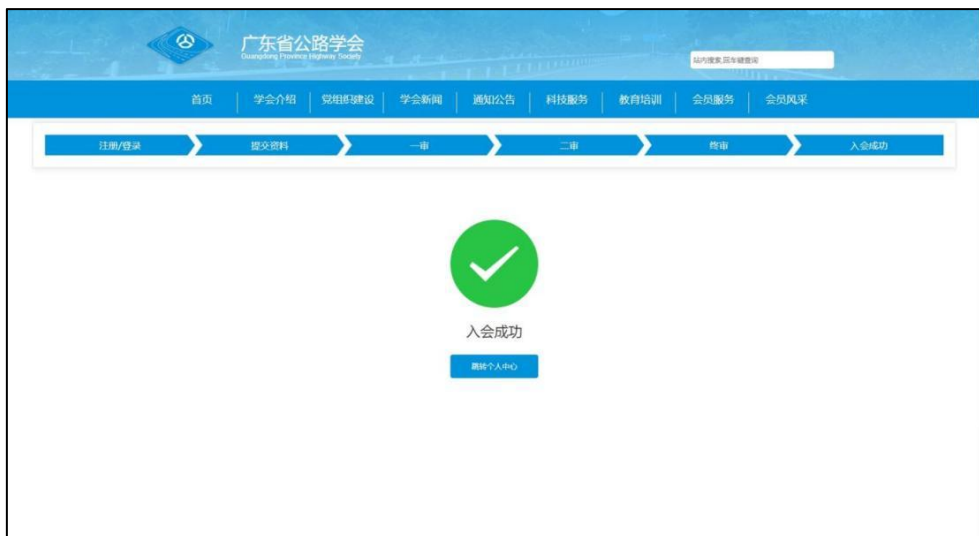 广东省公路学会
Guangdong Province Highway Society
站内搜索,回车键查询
首页 学会介绍 党组织建设 学会新闻 通知公告 科技服务 教育培训 会员服务 会员风采
注册/登录 提交资料 一审 二审 终审 入会成功
入会成功
跳转个人中心